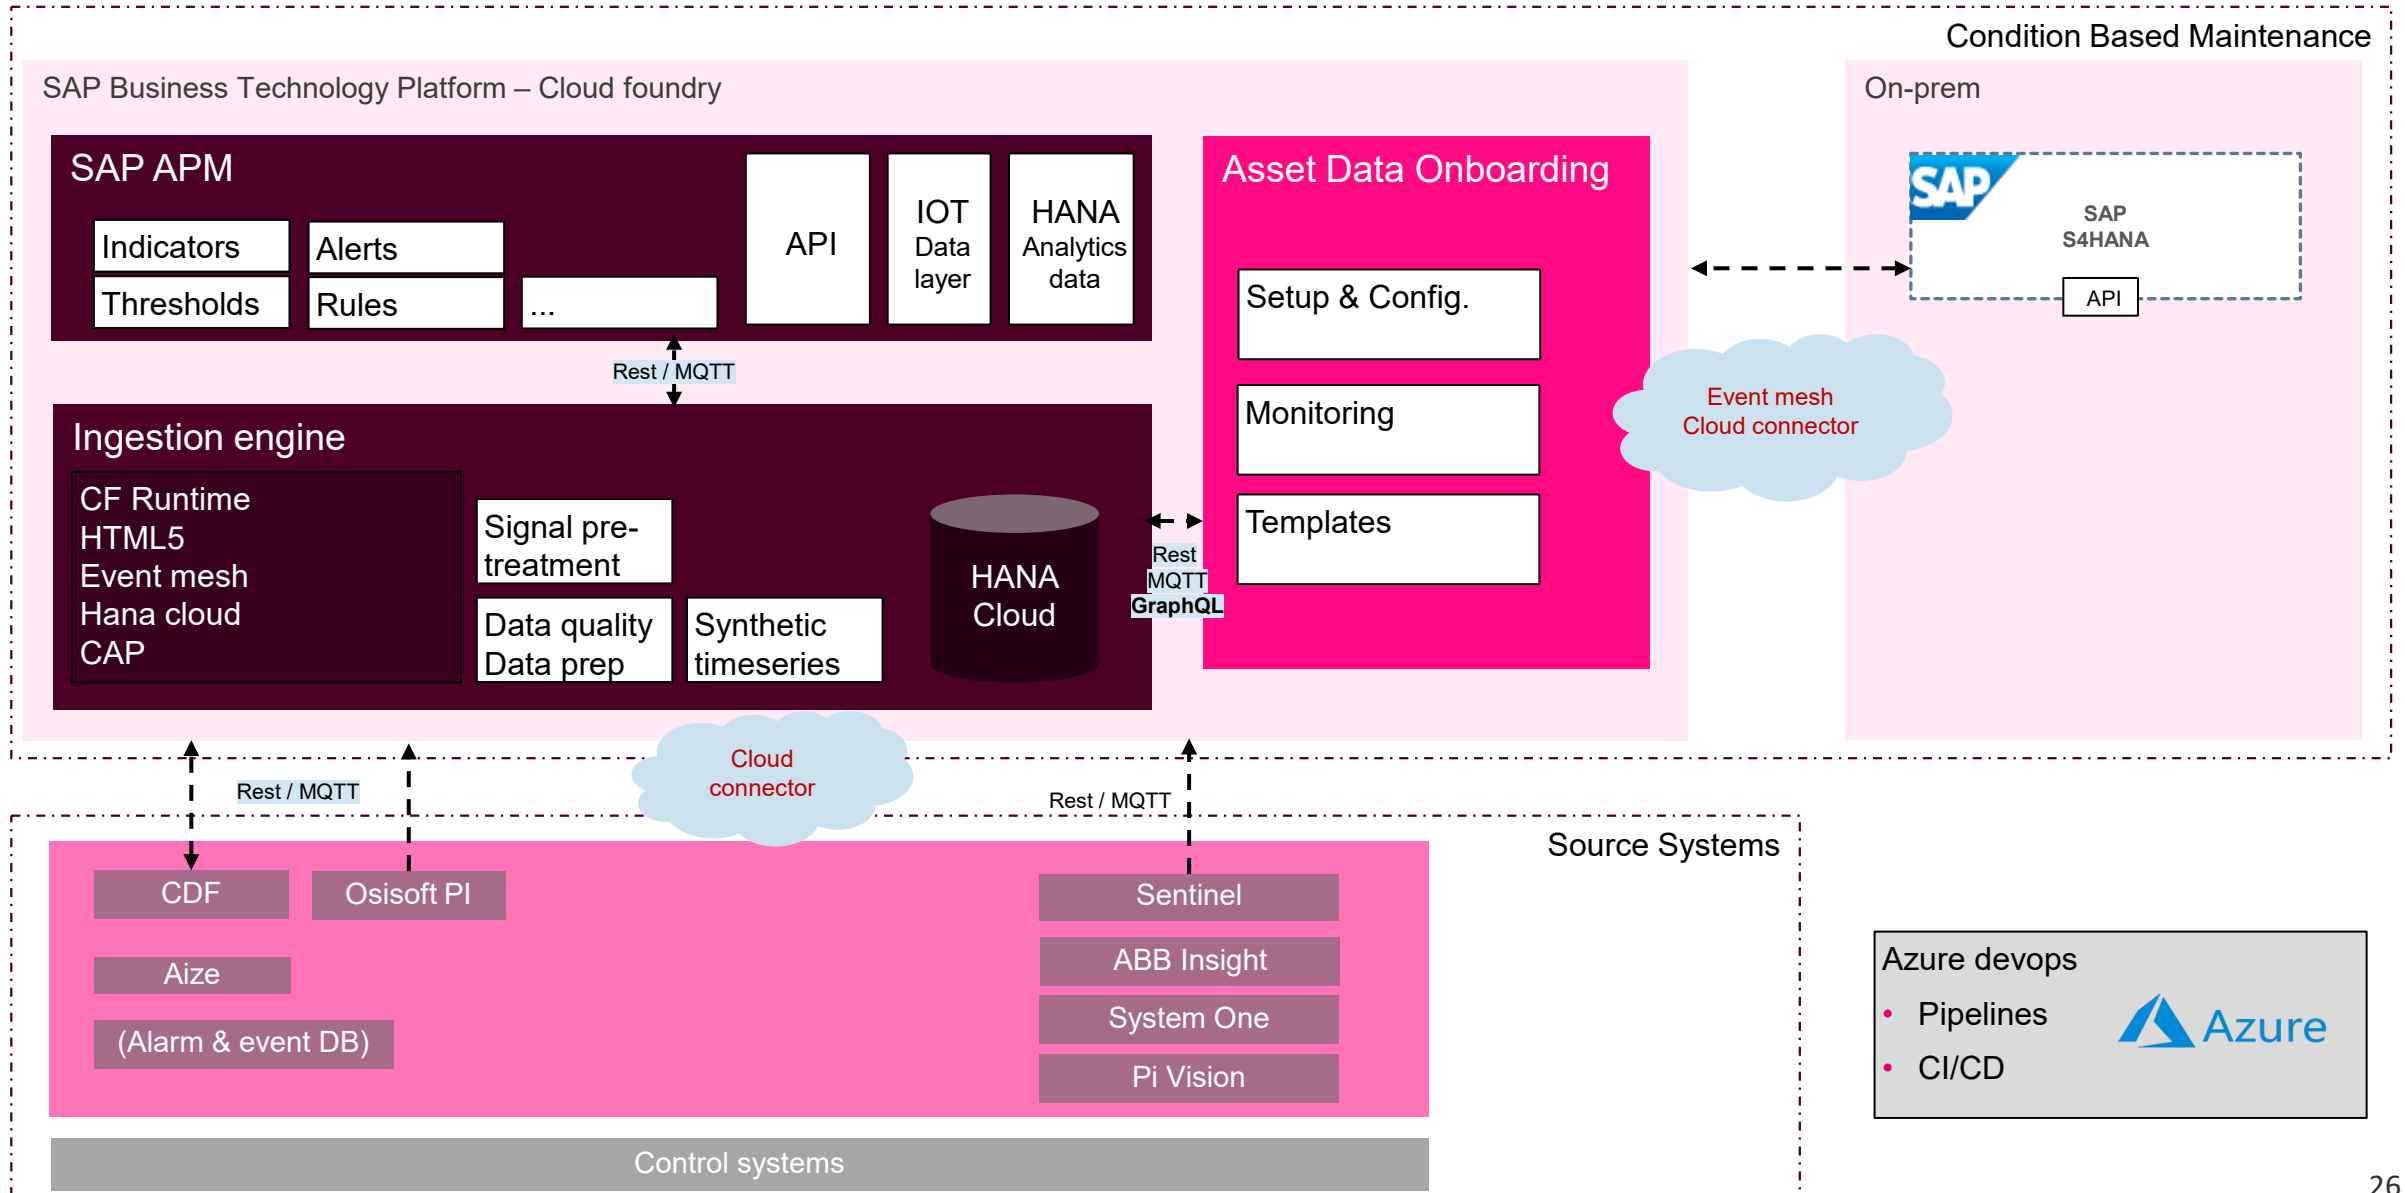 Condition Based Maintenance
SAP Business Technology Platform – Cloud foundry
On-prem
SAP APM
Indicators
Alerts
Thresholds
Rules
...
API
IOT
Data
layer
HANA
Analytics
data
Asset Data Onboarding
Setup & Config.
Monitoring
Templates
SAP
SAP
S4HANA
API
Rest / MQTT
Event mesh
Cloud connector
Ingestion engine
CF Runtime
HTML5
Event mesh
Hana cloud
CAP
Signal pre-
treatment
Data quality
Data prep
Synthetic
timeseries
HANA
Cloud
Rest
MQTT
GraphQL
Rest / MQTT
Cloud
connector
Rest / MQTT
Source Systems
CDF
Osisoft PI
Aize
(Alarm & event DB)
Sentinel
ABB Insight
System One
Pi Vision
Control systems
Azure devops
• Pipelines
• CI/CD
Azure
26